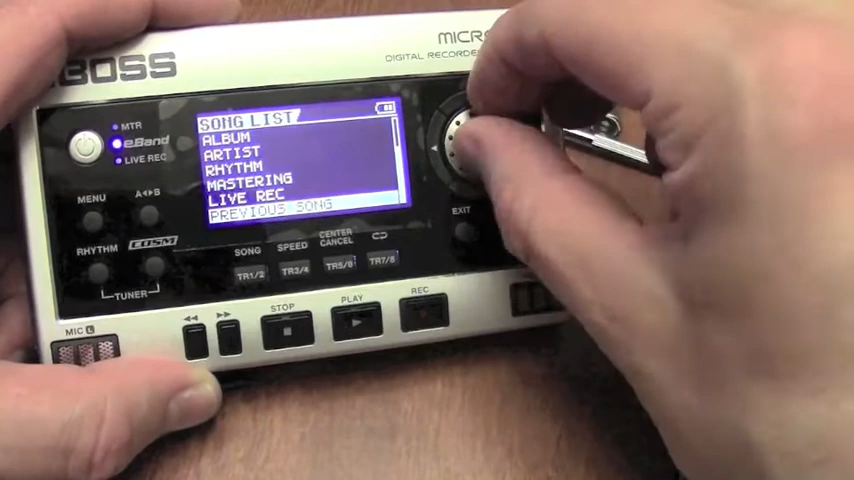 BOSS
MICRO
DIGITAL RECORDER
MTR
eBand
LIVE REC
SONG LIST
ALBUM
ARTIST
RHYTHM
MASTERING
LIVE REC
PREVIOUS SONG
MENU
A◄►B
RHYTHM
COSM
TUNER
EXIT
SONG
SPEED
CENTER CANCEL
TR1/2
TR3/4
TR5/6
TR7/8
MIC L
◄◄
►►
STOP
PLAY
REC